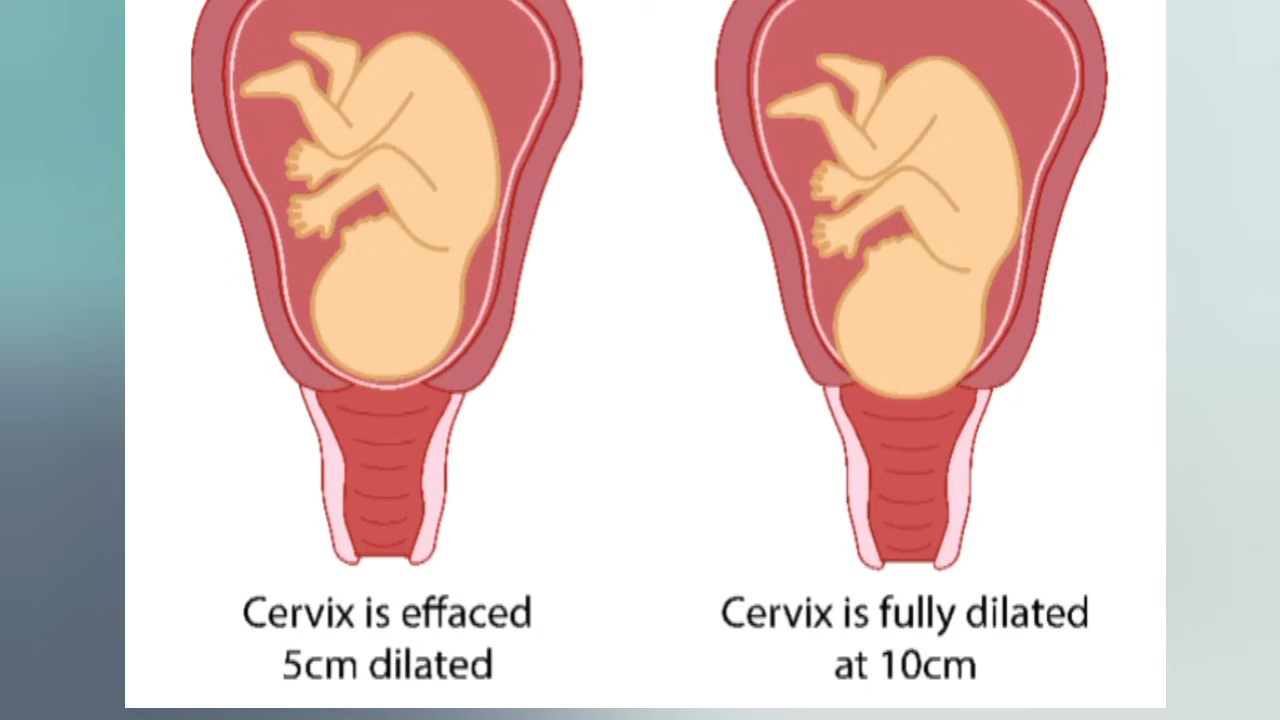 Cervix is effaced
5cm dilated
Cervix is fully dilated
at 10cm